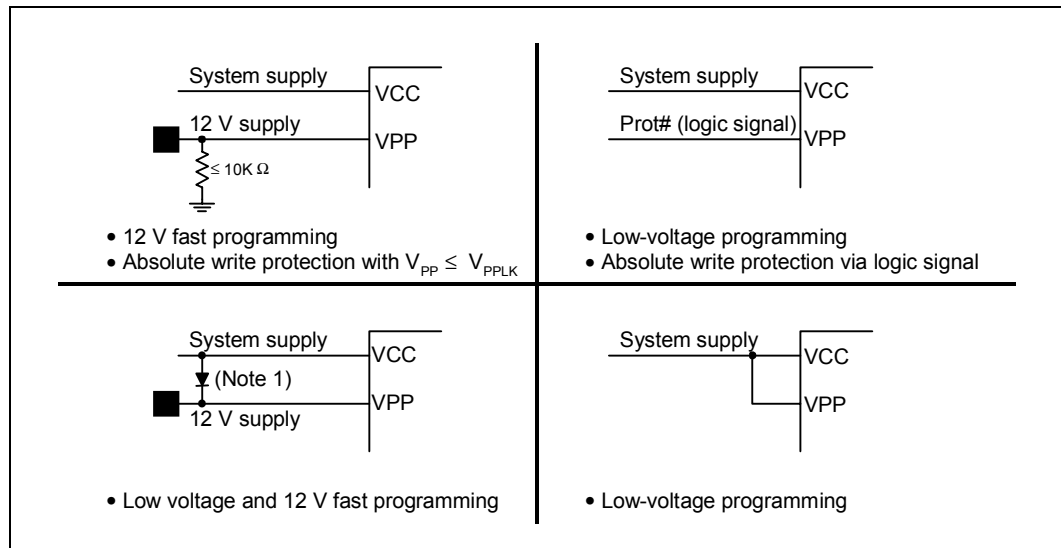 System supply
VCC
12 V supply
VPP
≤ 10K Ω
• 12 V fast programming
• Absolute write protection with VPP ≤ VPPLK
System supply
VCC
Prot# (logic signal)
VPP
• Low-voltage programming
• Absolute write protection via logic signal
System supply
VCC
(Note 1)
VPP
12 V supply
• Low voltage and 12 V fast programming
System supply
VCC
VPP
• Low-voltage programming